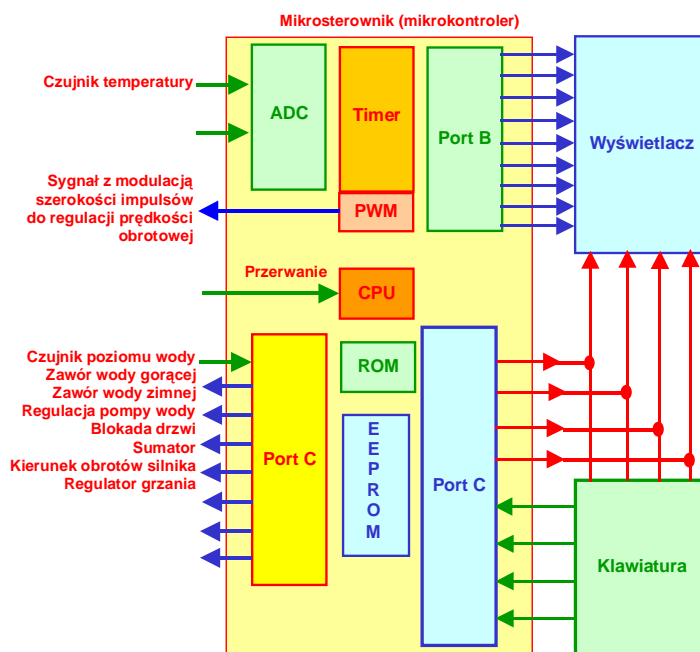 Mikrosterownik (mikrokontroler)
Czujnik temperatury
ADC
Timer
Port B
Wyświetlacz
Sygnał z modulacją
szerokości impulsów
do regulacji prędkości
obrotowej
PWM
Przerwanie
CPU
Czujnik poziomu wody
Zawór wody gorącej
Zawór wody zimnej
Regulacja pompy wody
Blokada drzwi
Sumator
Kierunek obrotów silnika
Regulator grzania
Port C
ROM
E
E
P
R
O
M
Port C
Klawiatura